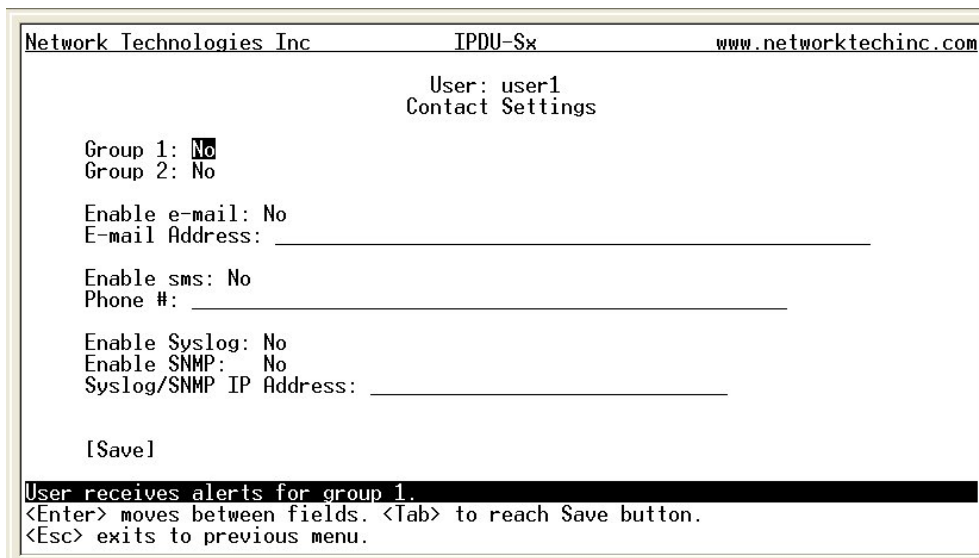 Network Technologies Inc IPDU-Sx www.networktechinc.com
User: user1
Contact Settings
Group 1: No
Group 2: No
Enable e-mail: No
E-mail Address:
Enable sms: No
Phone #:
Enable Syslog: No
Enable SNMP: No
Syslog/SNMP IP Address:
[Save]
User receives alerts for group 1.
<Enter> moves between fields. <Tab> to reach Save button.
<Esc> exits to previous menu.